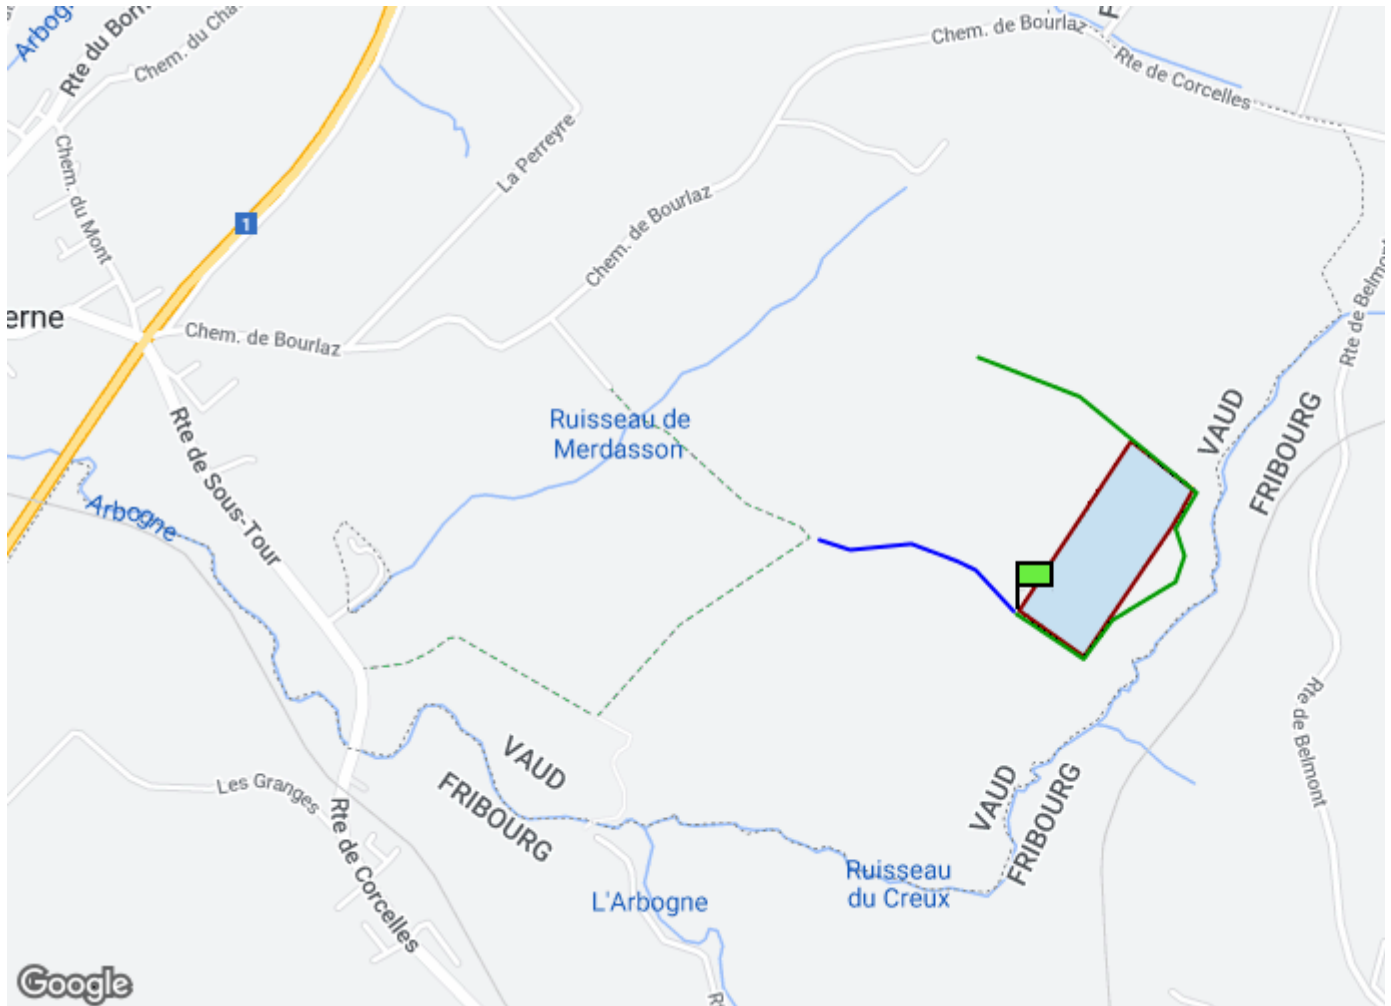 Arbog
Rte du Born
Chem. du Cha
Chem. de Bourlaz
F
Rte de Corcelles
Chem. du Mont
La Perreyre
1
Chem. de Bourlaz
Rte de Belmont
erne
Chem. de Bourlaz
Ruisseau de
Merdasson
VAUD
FRIBOURG
Rte de Sous-Tour
Arbogne
VAUD
FRIBOURG
Les Granges
Rte de Corcelles
VAUD
FRIBOURG
Rte de Belmont
Ruisseau
du Creux
L'Arbogne
Google
R